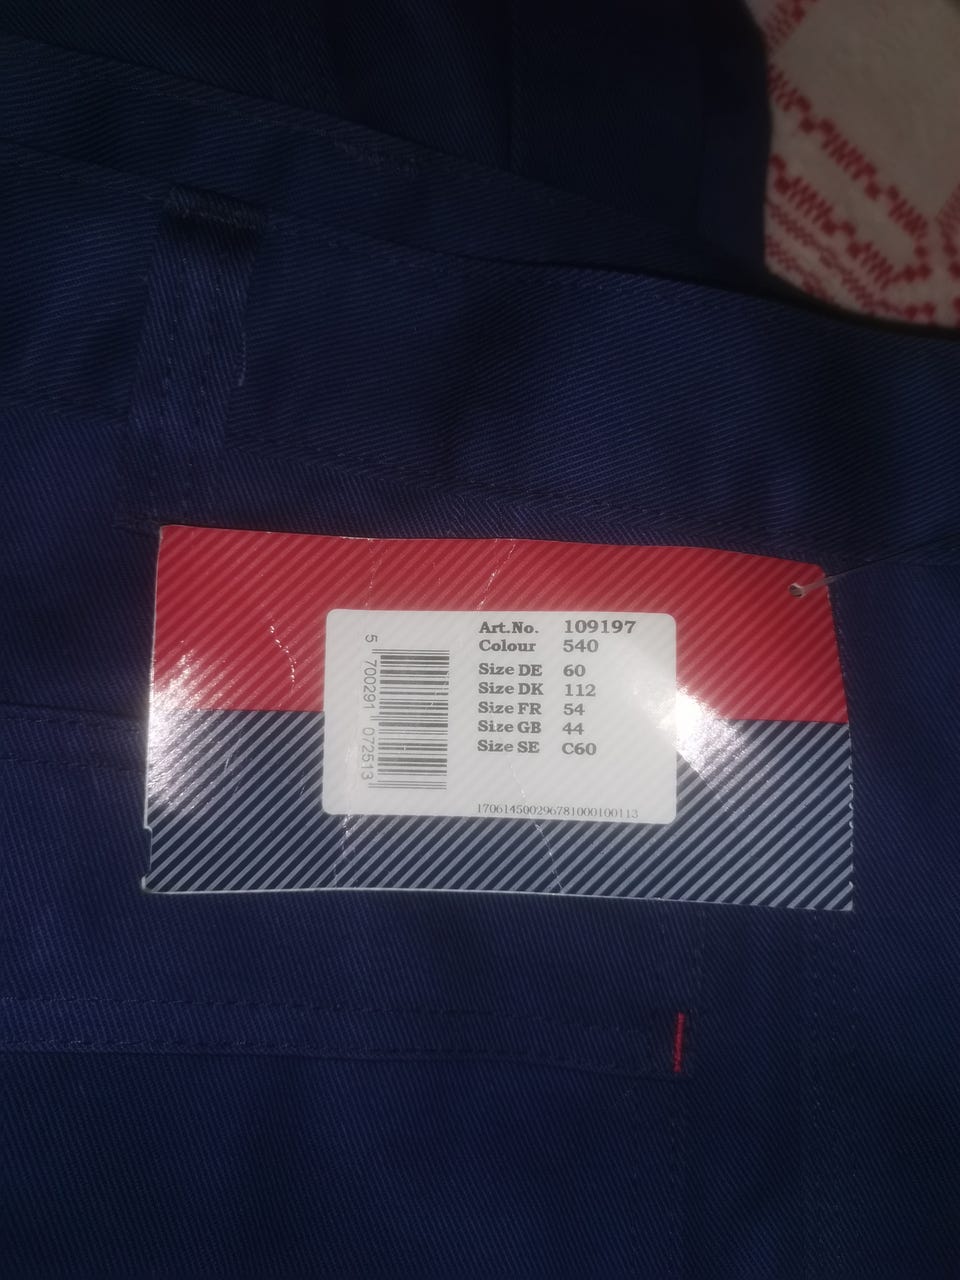 Art.No. 109197
Colour 540
Size DE 60
Size DK 112
Size FR 54
Size GB 44
Size SE C60
5 700291 072513
170614500296781000100113